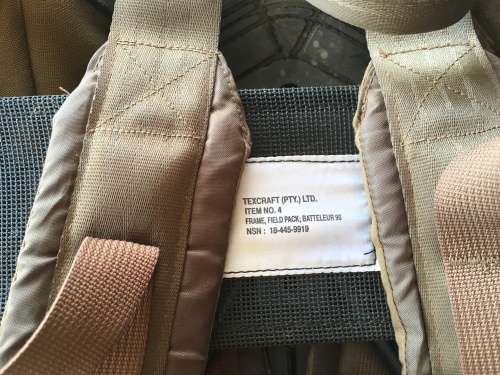 TEXCRAFT (PTY.) LTD.
ITEM NO. 4
FRAME, FIELD PACK; BATTELEUR 90
NSN : 18-445-9919